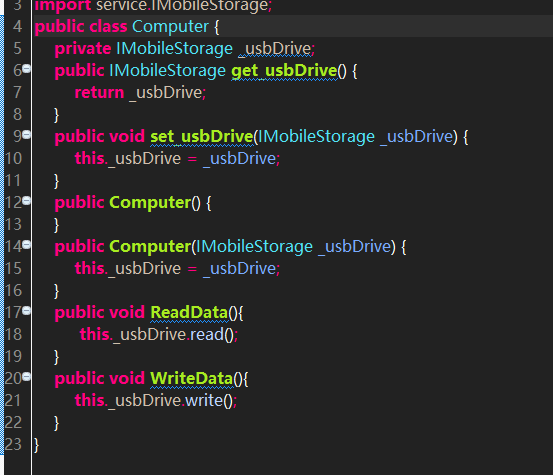 3 import service.IMobileStorage;
4 public class Computer {
5 private IMobileStorage _usbDrive;
6 public IMobileStorage get_usbDrive() {
7 return _usbDrive;
8 }
9 public void set_usbDrive(IMobileStorage _usbDrive) {
10 this._usbDrive = _usbDrive;
11 }
12 public Computer() {
13 }
14 public Computer(IMobileStorage _usbDrive) {
15 this._usbDrive = _usbDrive;
16 }
17 public void ReadData(){
18 this._usbDrive.read();
19 }
20 public void WriteData(){
21 this._usbDrive.write();
22 }
23 }